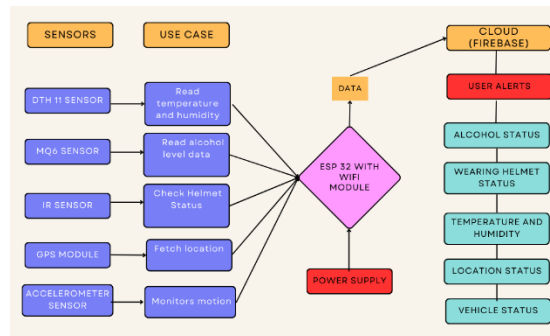 SENSORS
USE CASE
CLOUD
(FIREBASE)
DTH 11 SENSOR
Read
temperature
and humidity
DATA
USER ALERTS
MQ6 SENSOR
Read alcohol
level data
ESP 32 WITH
WIFI
MODULE
ALCOHOL STATUS
IR SENSOR
Check Helmet
Status
WEARING HELMET
STATUS
GPS MODULE
Fetch location
TEMPERATURE AND
HUMIDITY
POWER SUPPLY
LOCATION STATUS
ACCELEROMETER
SENSOR
Monitors motion
VEHICLE STATUS